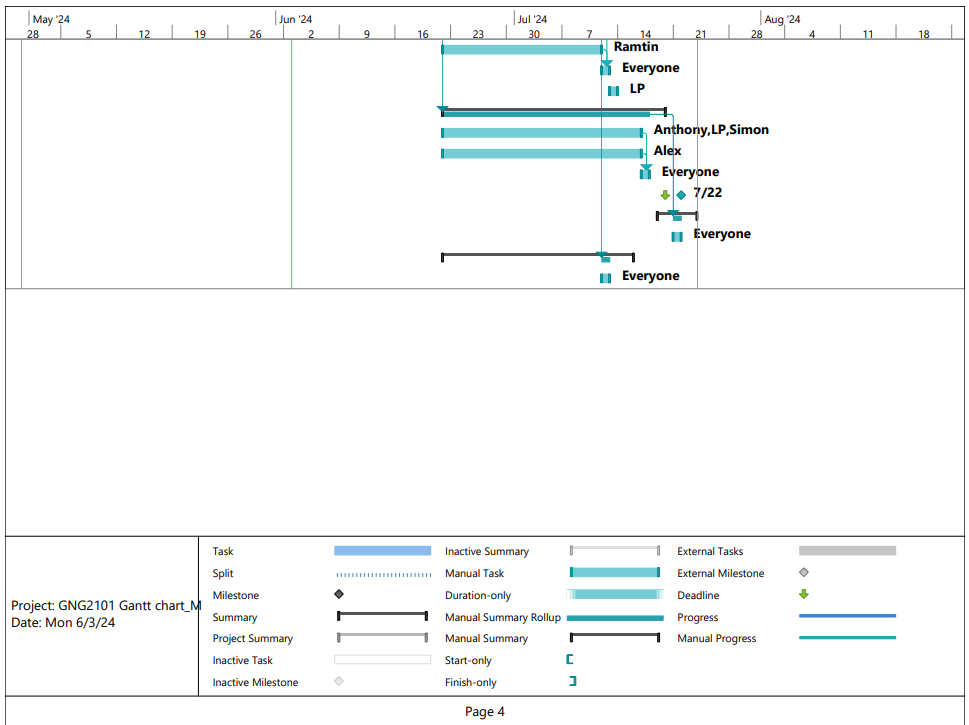 May '24 Jun '24 Jul '24 Aug '24
28 5 12 19 26 2 9 16 23 30 7 14 21 28 4 11 18
Ramtin
Everyone
LP
Anthony,LP,Simon
Alex
Everyone
7/22
Everyone
Everyone
Project: GNG2101 Gantt chart_M
Date: Mon 6/3/24
Task
Split
Milestone
Summary
Project Summary
Inactive Task
Inactive Milestone
Inactive Summary
Manual Task
Duration-only
Manual Summary Rollup
Manual Summary
Start-only
Finish-only
External Tasks
External Milestone
Deadline
Progress
Manual Progress
Page 4